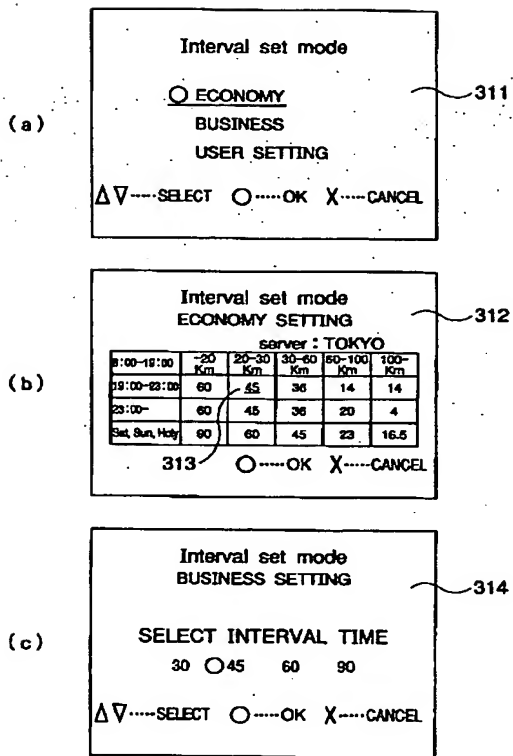 Interval set mode
311
(a)
○ ECONOMY
BUSINESS
USER SETTING
△▽-----SELECT ○-----OK X-----CANCEL
Interval set mode
312
ECONOMY SETTING
server : TOKYO
8:00-19:00 -20 Km 20-30 Km 30-60 Km 60-100 Km 100- Km
(b)
19:00-23:00 60 45 36 14 14
23:00- 60 45 36 20 4
Sat, Sun, Holy 90 60 45 23 16.5
313 ○-----OK X-----CANCEL
Interval set mode
BUSINESS SETTING
314
(c)
SELECT INTERVAL TIME
30 ○45 60 90
△▽-----SELECT ○-----OK X-----CANCEL